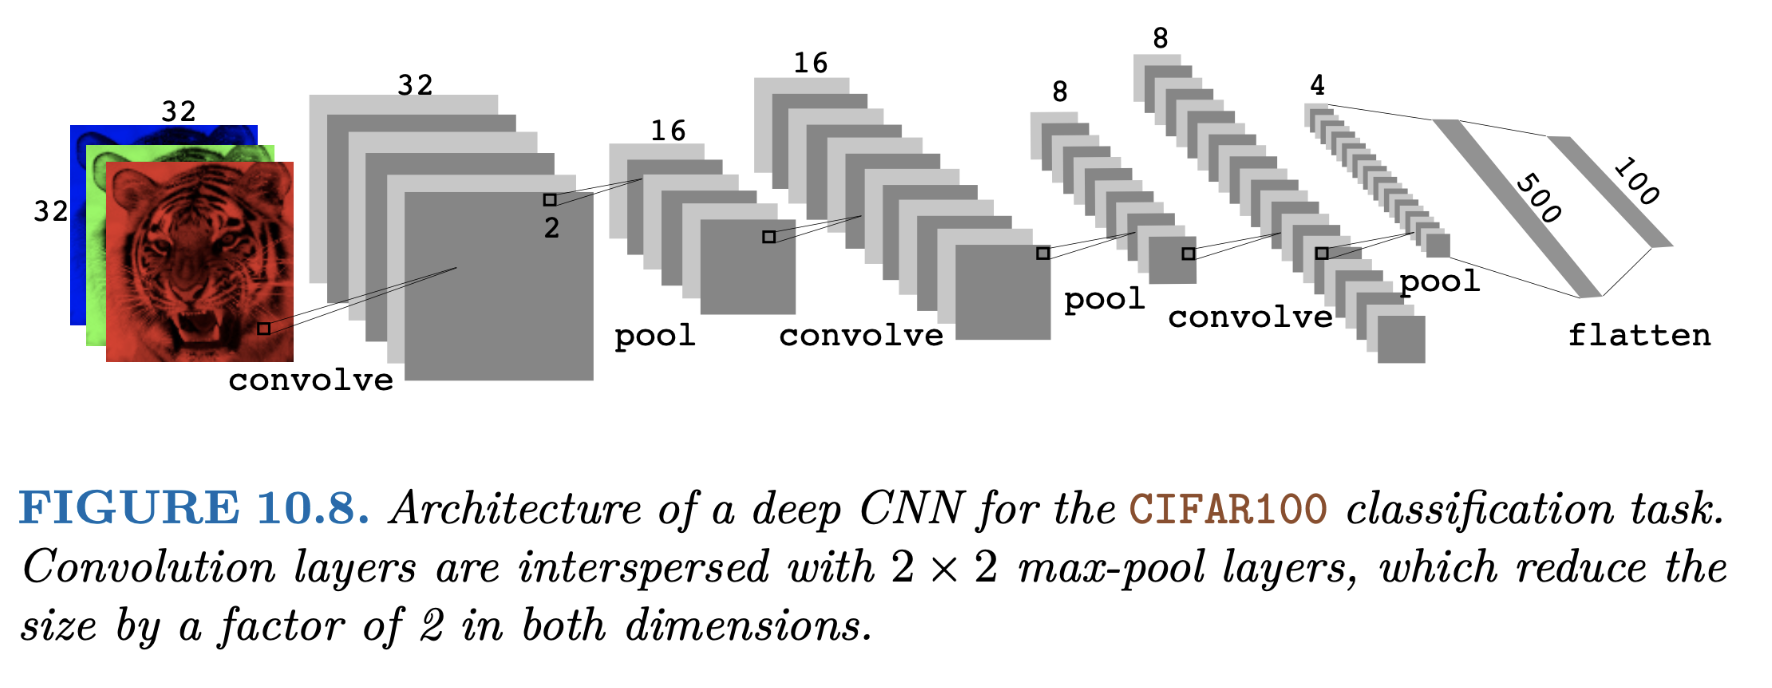 32
32
32
2
convolve
16
pool
16
convolve
8
pool
8
convolve
4
pool
500
100
flatten
FIGURE 10.8. Architecture of a deep CNN for the CIFAR100 classification task.
Convolution layers are interspersed with 2 × 2 max-pool layers, which reduce the
size by a factor of 2 in both dimensions.